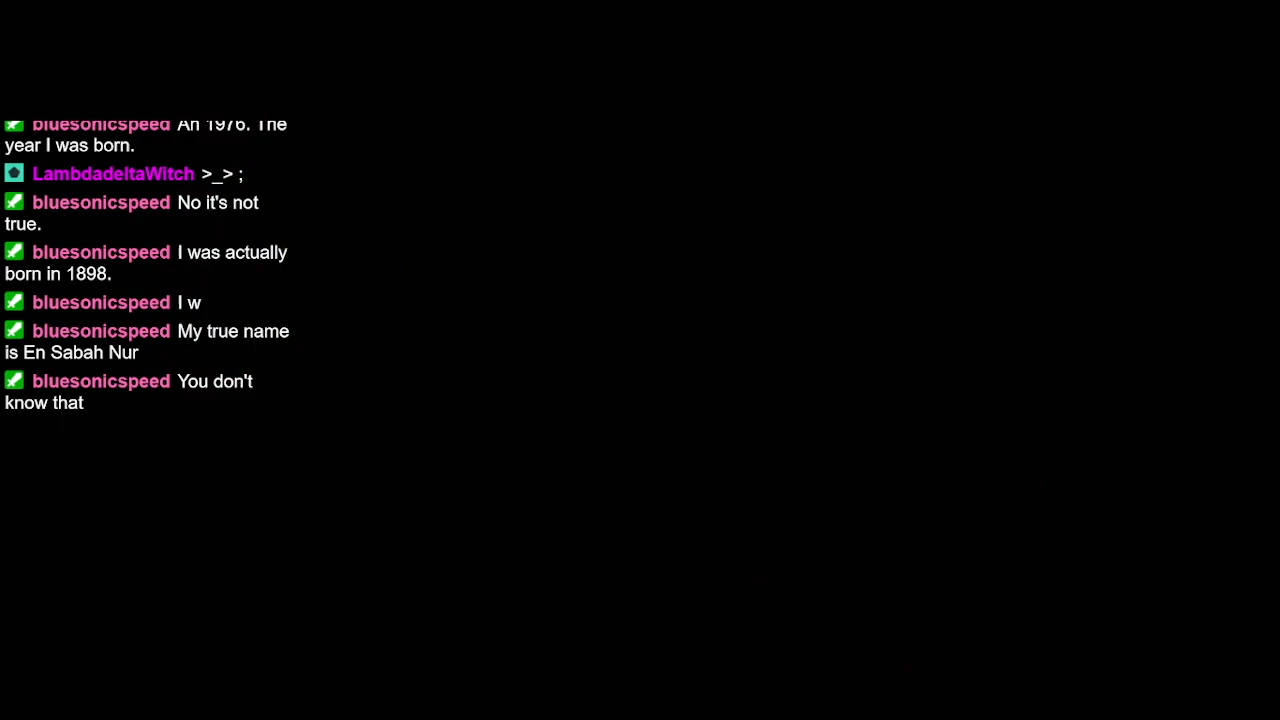 bluesonicspeed Ah 1976. The
year I was born.
LambdadeltaWitch >_> ;
bluesonicspeed No it's not
true.
bluesonicspeed I was actually
born in 1898.
bluesonicspeed I w
bluesonicspeed My true name
is En Sabah Nur
bluesonicspeed You don't
know that